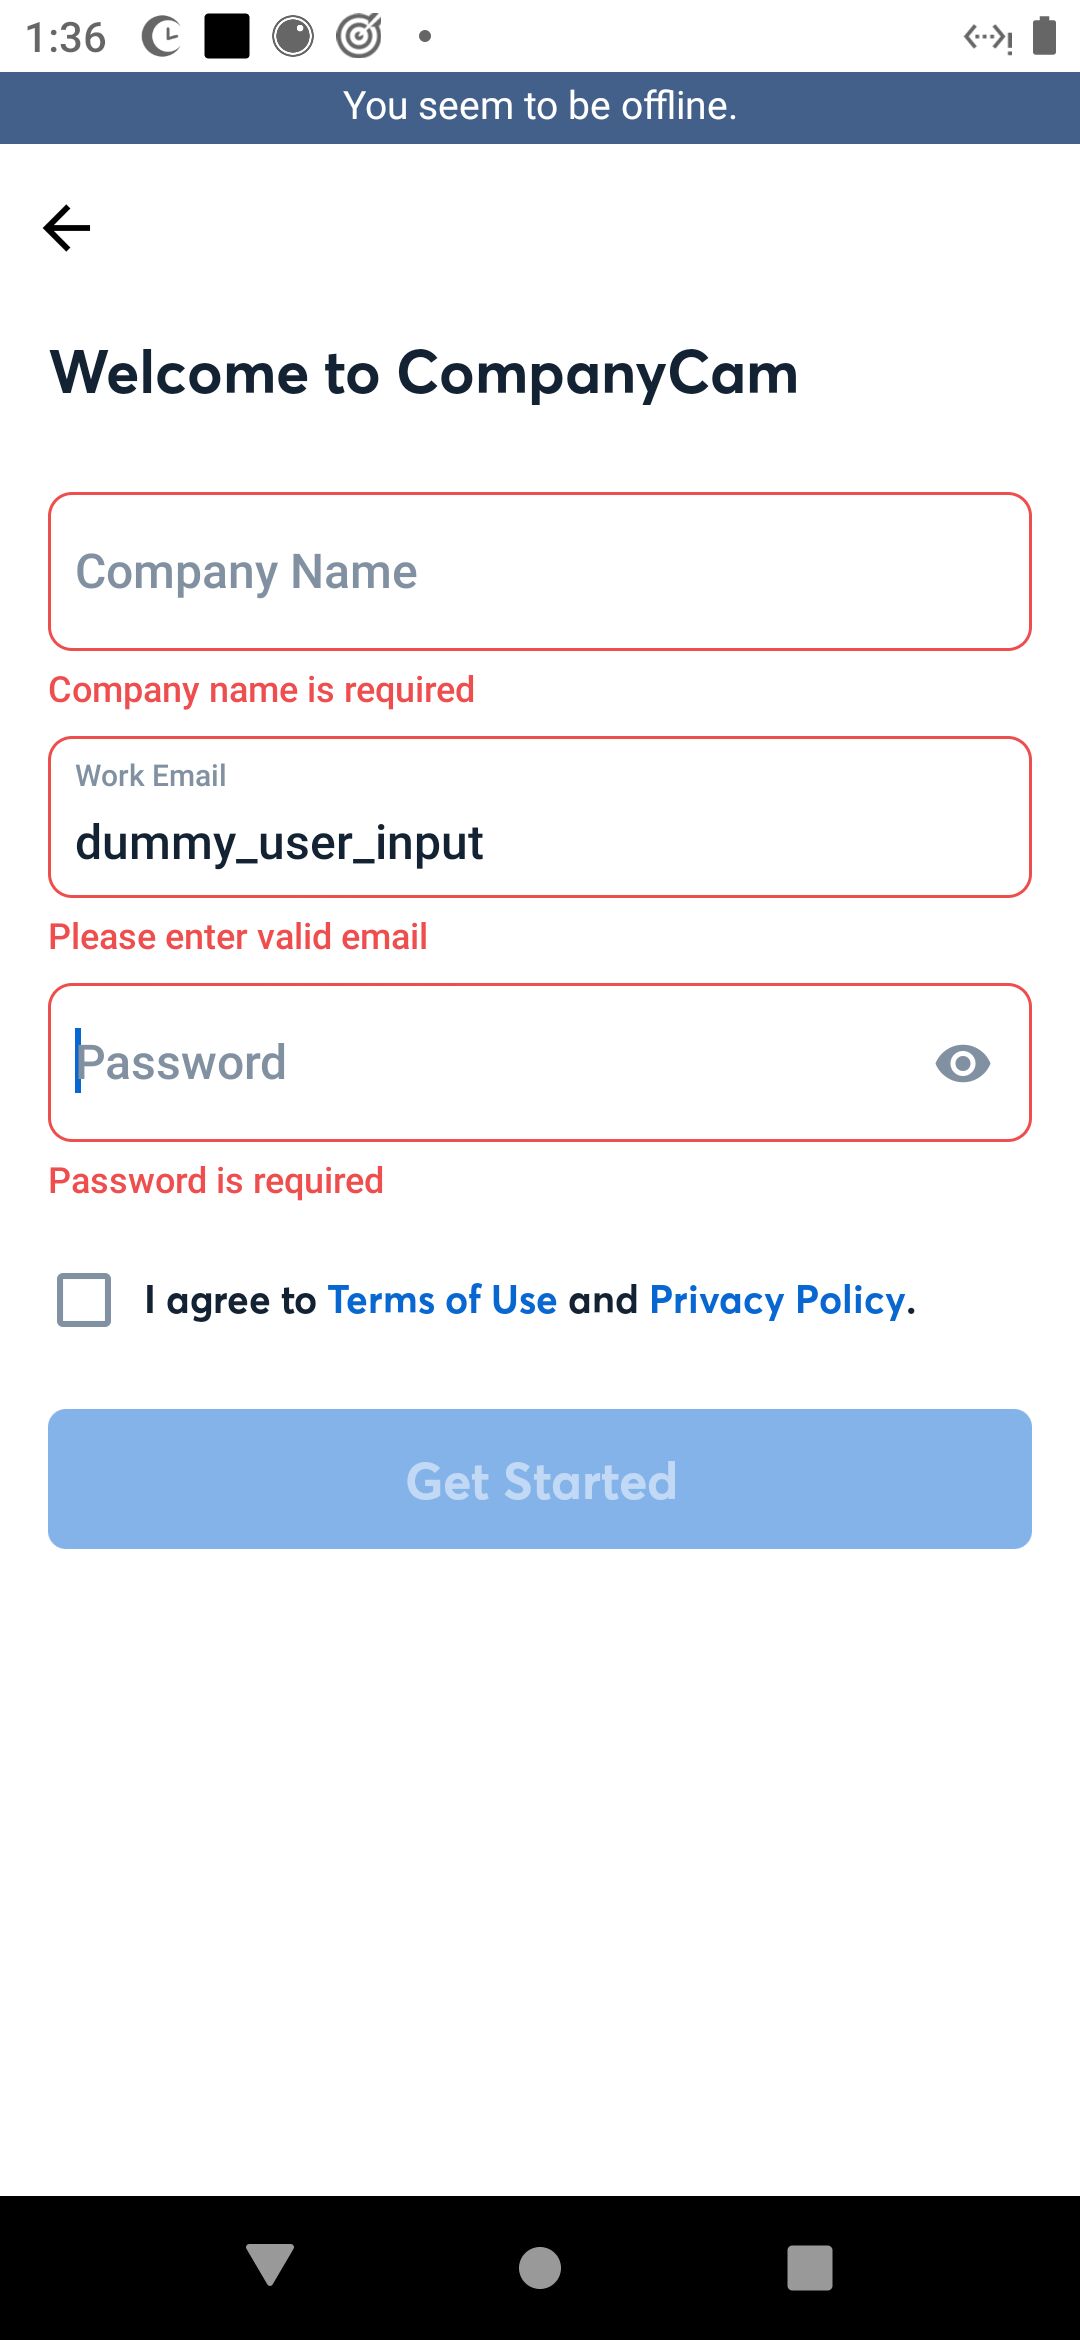 1:36
You seem to be offline.
Welcome to CompanyCam
Company Name
Company name is required
Work Email
dummy_user_input
Please enter valid email
Password
Password is required
I agree to Terms of Use and Privacy Policy.
Get Started